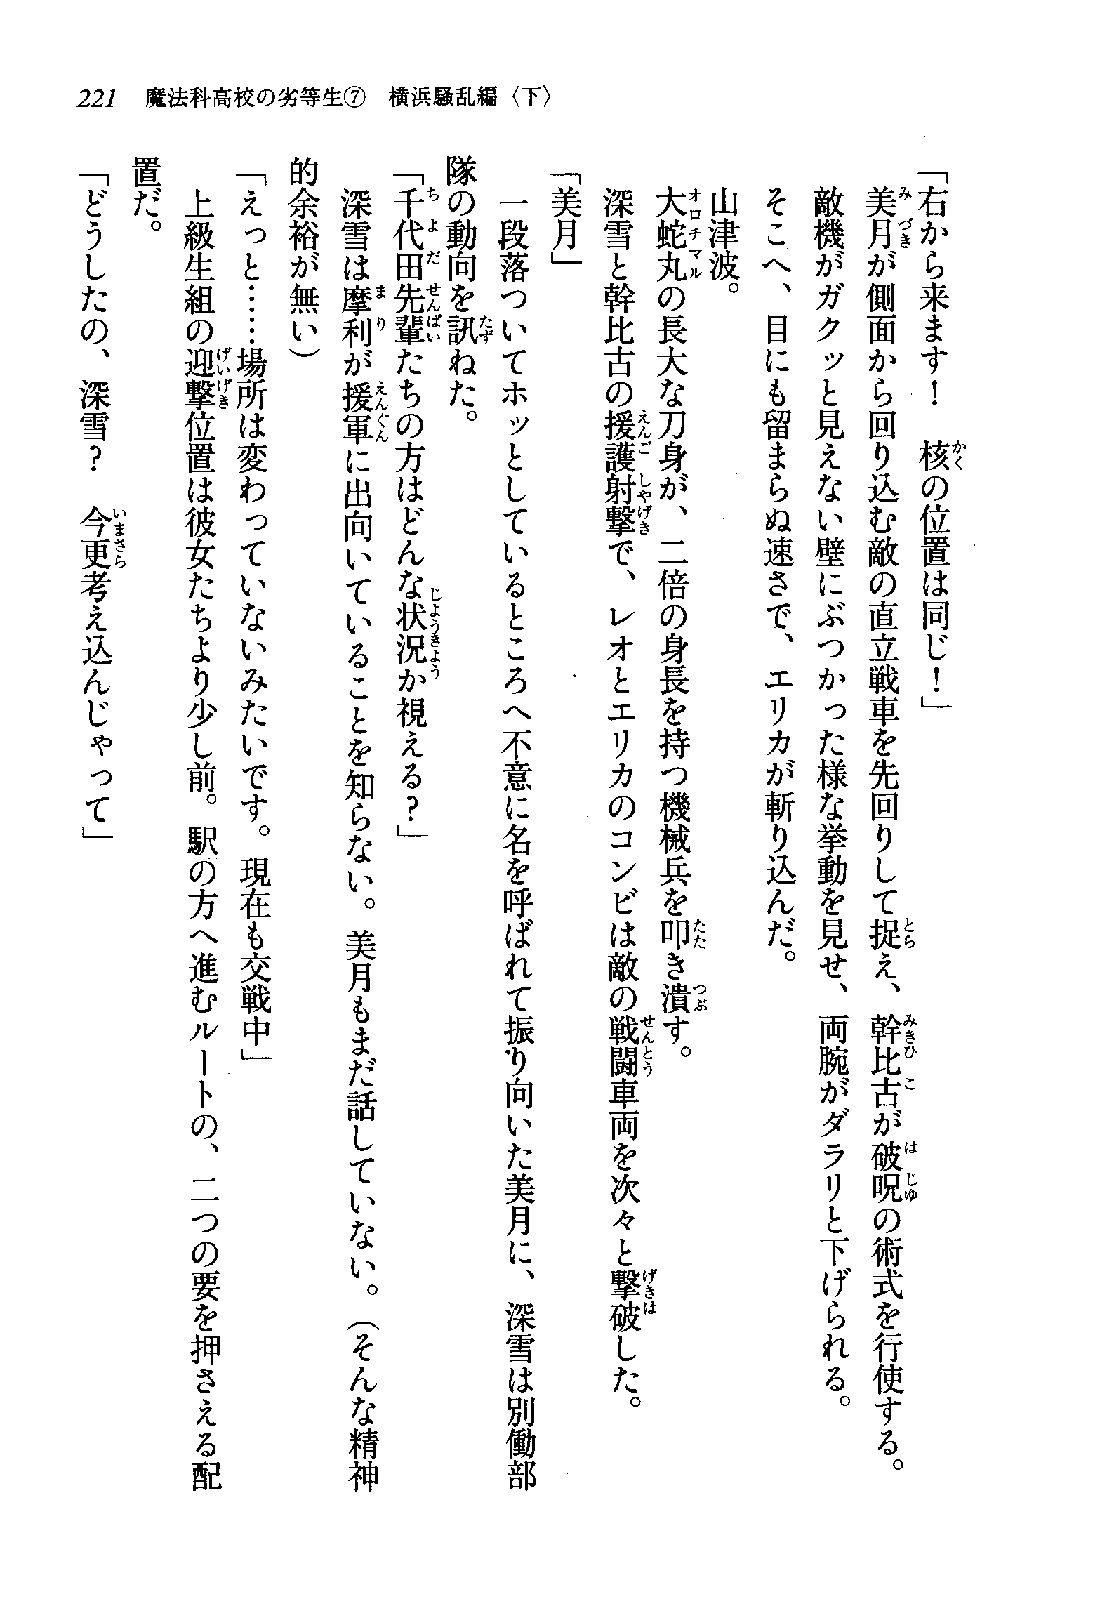 221　魔法科高校の劣等生⑦　横浜騒乱編〈下〉
「右から来ます！　核の位置は同じ！」
　美月が側面から回り込む敵の直立戦車を先回りして捉え、幹比古が破呪の術式を行使する。
　敵機がガクッと見えない壁にぶつかった様な挙動を見せ、両腕がダラリと下げられる。
　そこへ、目にも留まらぬ速さで、エリカが斬り込んだ。
　山津波。
　大蛇丸の長大な刀身が、二倍の身長を持つ機械兵を叩き潰す。
　深雪と幹比古の援護射撃で、レオとエリカのコンビは敵の戦闘車両を次々と撃破した。
「美月」
　一段落ついてホッとしているところへ不意に名を呼ばれて振り向いた美月に、深雪は別働部
隊の動向を訊ねた。
「千代田先輩たちの方はどんな状況か視える？」
　深雪は摩利が援軍に出向いていることを知らない。美月もまだ話していない。（そんな精神
的余裕が無い）
「えっと……場所は変わっていないみたいです。現在も交戦中」
　上級生組の迎撃位置は彼女たちより少し前。駅の方へ進むルートの、二つの要を押さえる配
置だ。
「どうしたの、深雪？　今更考え込んじゃって」